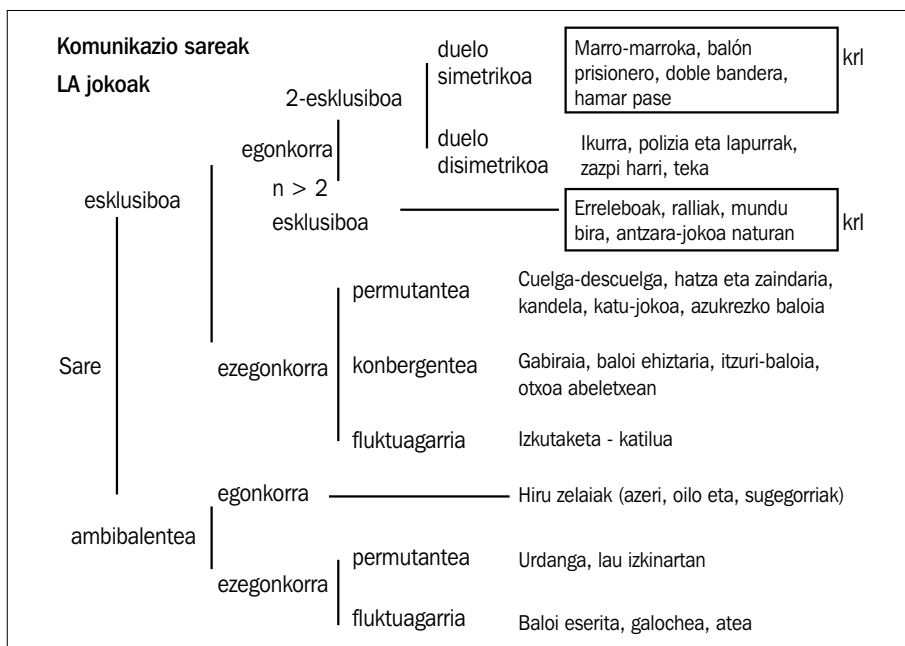 Komunikazio sareak
LA jokoak
duelo
simetrikoa
Marro-marroka, balón
prisionero, doble bandera,
hamar pase
krl
2-esklusiboa
duelo
disimetrikoa
Ikurra, polizia eta lapurrak,
zazpi harri, teka
egonkorra
n > 2
esklusiboa
Erreleboak, ralliak, mundu
bira, antzara-jokoa naturan
krl
esklusiboa
permutantea
Cuelga-descuelga, hatza eta zaindaria,
kandela, katu-jokoa, azukrezko baloia
Sare
ezegonkorra
konbergentea
Gabiraia, baloi ehiztaria, itzuri-baloia,
otxoa abeletxean
fluktuagarria
Izkutaketa - katilua
egonkorra
Hiru zelaiak (azeri, oilo eta, sugegorriak)
ambibalentea
permutantea
Urdanga, lau izkinartan
ezegonkorra
fluktuagarria
Baloi eserita, galochea, atea